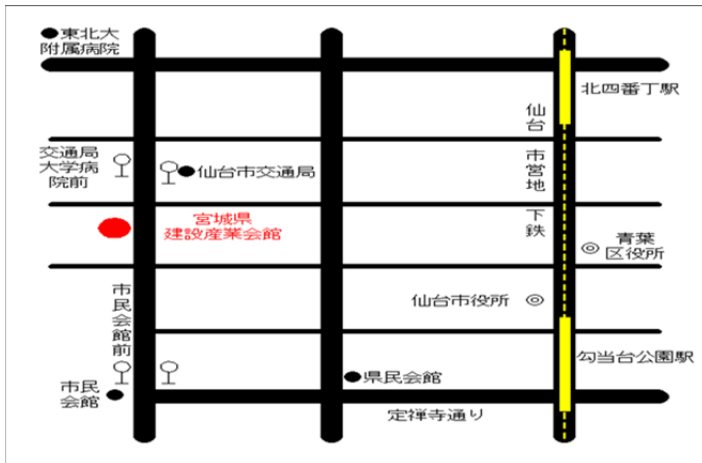 東北大
附属病院
北四番丁駅
仙台市営地下鉄
交通局
大学病
院前
仙台市交通局
宮城県
建設産業会館
青葉
区役所
市民会館前
仙台市役所
勾当台公園駅
県民会館
市民
会館
定禅寺通り